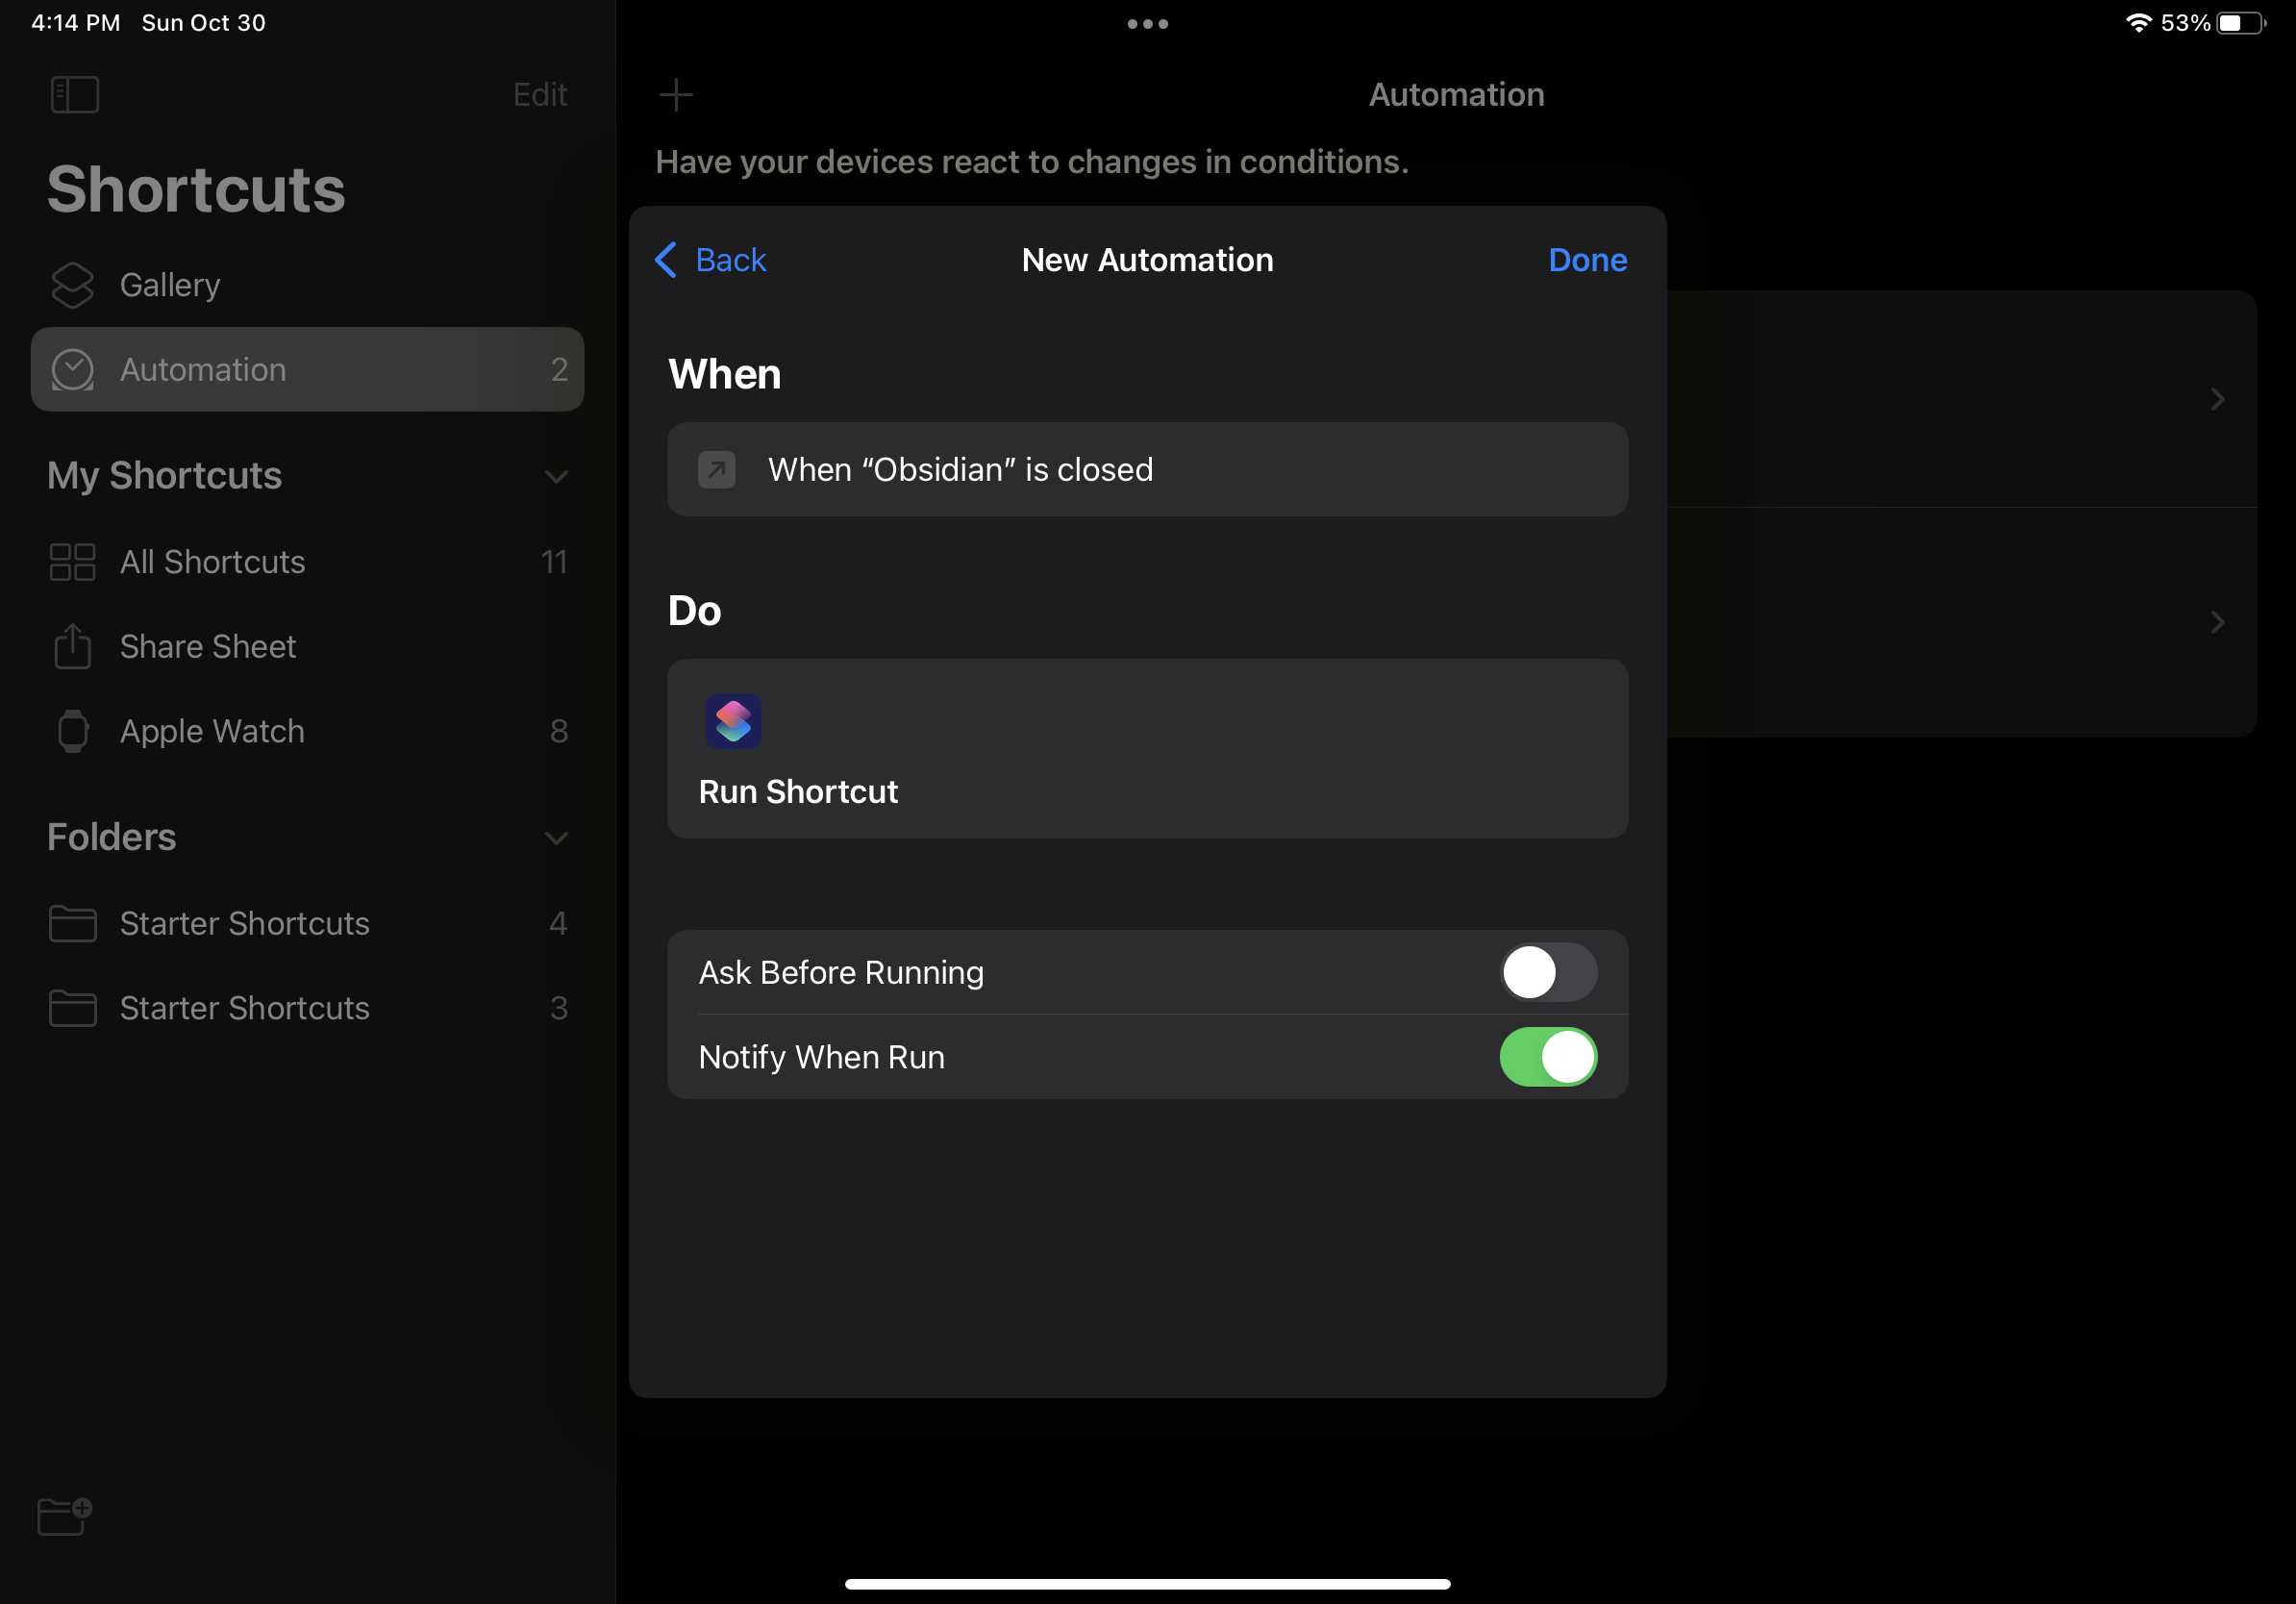 4:14 PM Sun Oct 30
53%
Edit
Shortcuts
Gallery
Automation 2
My Shortcuts
All Shortcuts 11
Share Sheet
Apple Watch 8
Folders
Starter Shortcuts 4
Starter Shortcuts 3
Automation
Have your devices react to changes in conditions.
Back New Automation Done
When
When “Obsidian” is closed
Do
Run Shortcut
Ask Before Running
Notify When Run